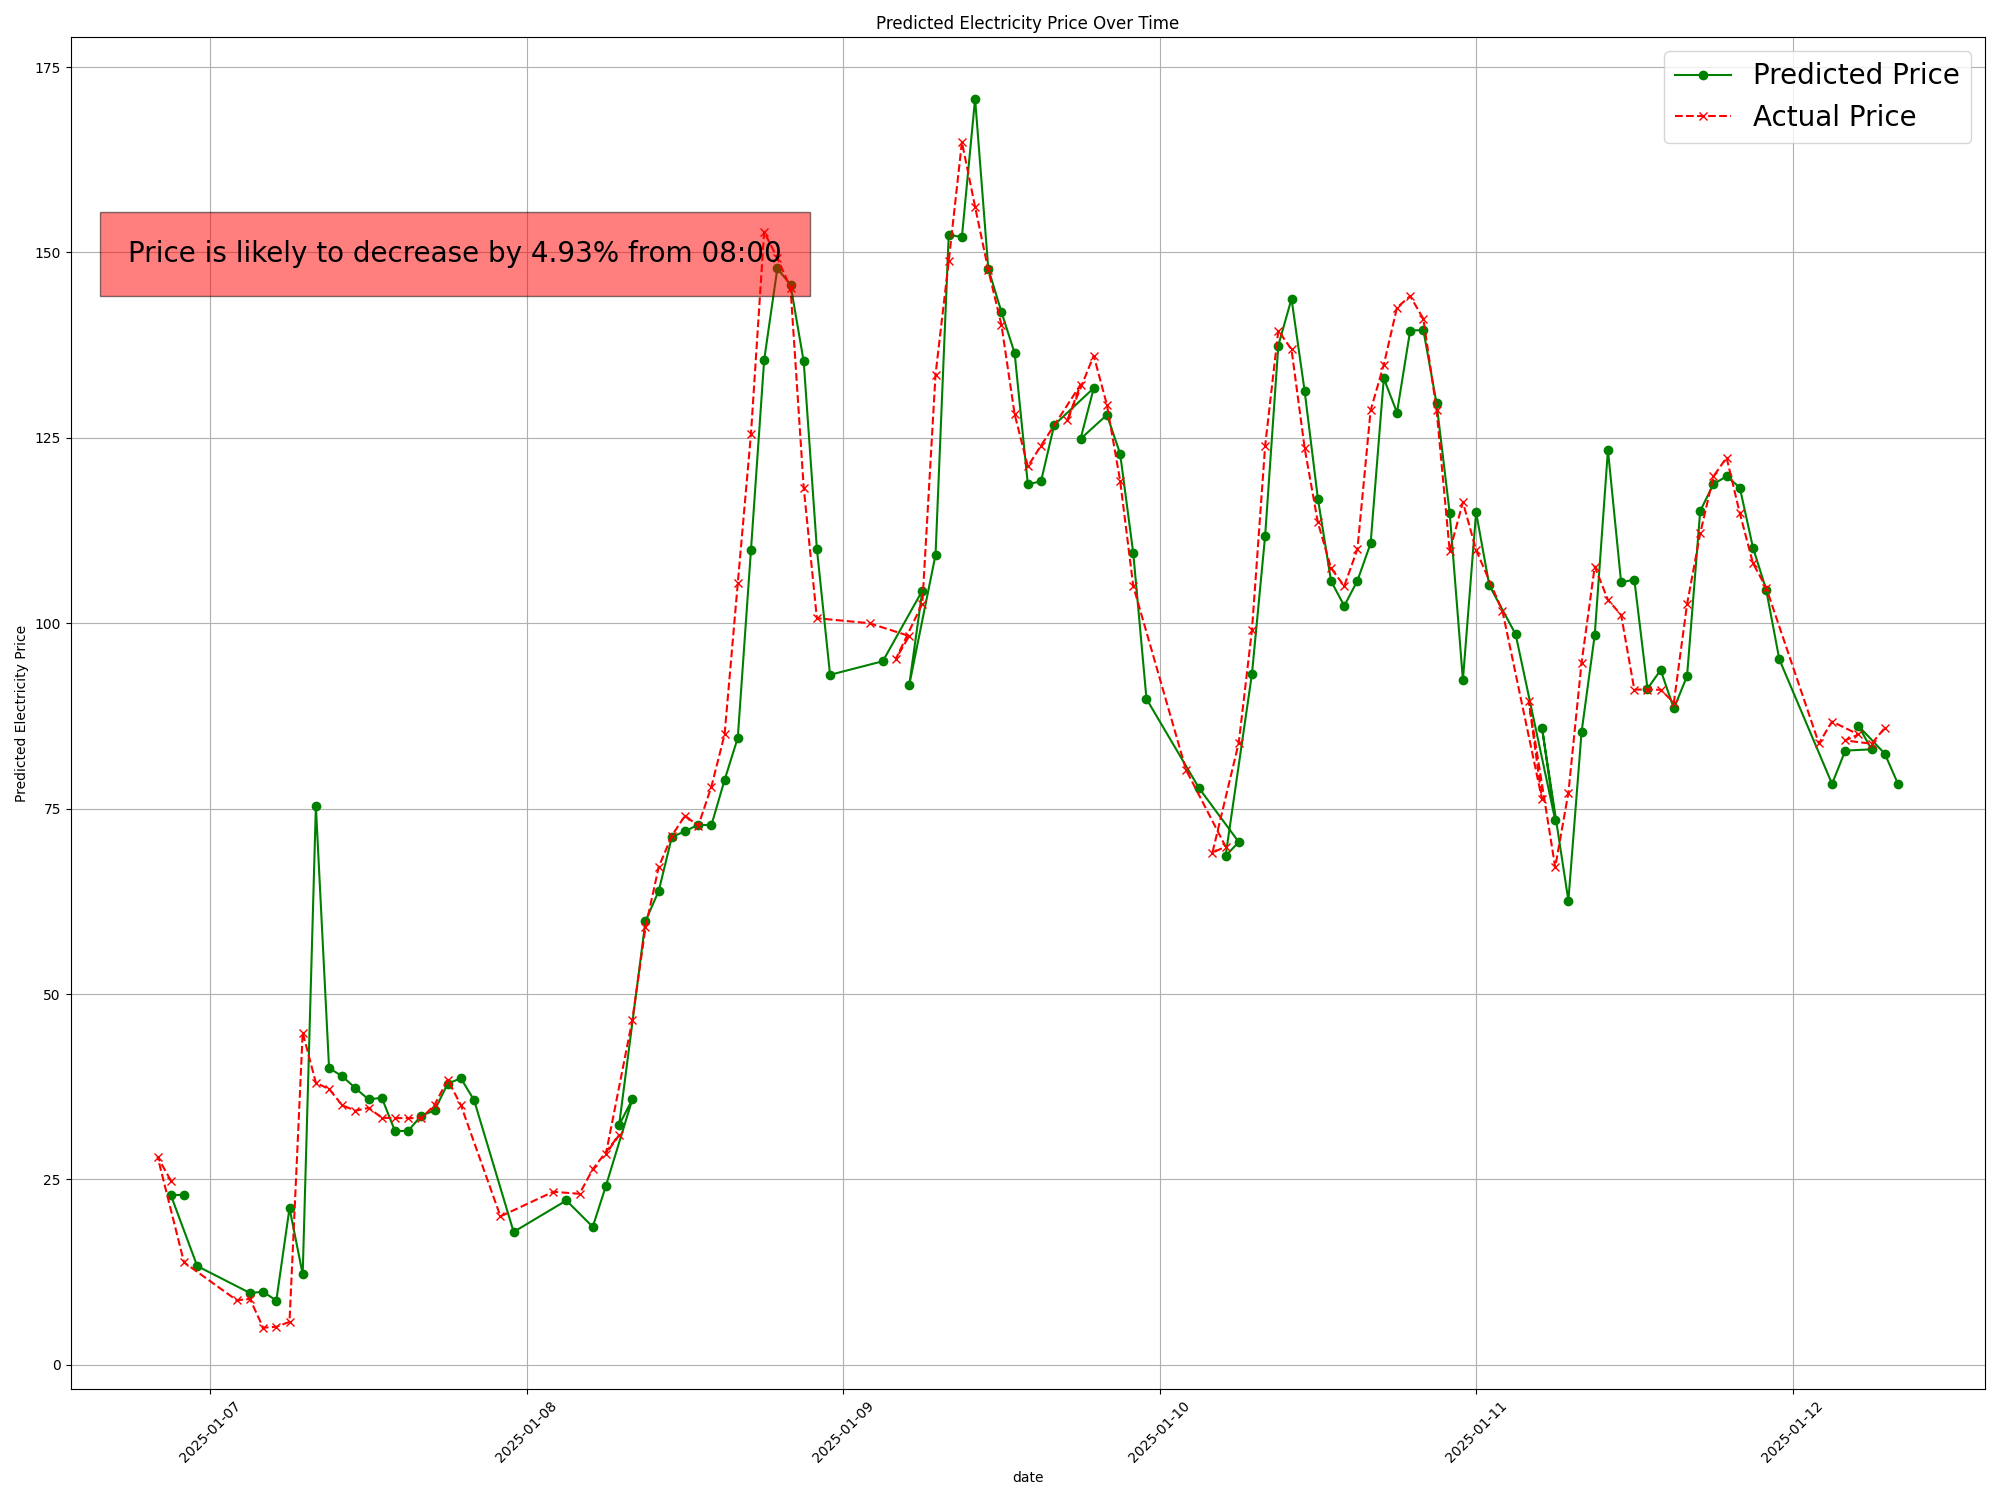 Predicted Electricity Price Over Time
Predicted Price
Actual Price
Price is likely to decrease by 4.93% from 08:00
Predicted Electricity Price
175
150
125
100
75
50
25
0
2025-01-07
2025-01-08
2025-01-09
2025-01-10
2025-01-11
2025-01-12
date